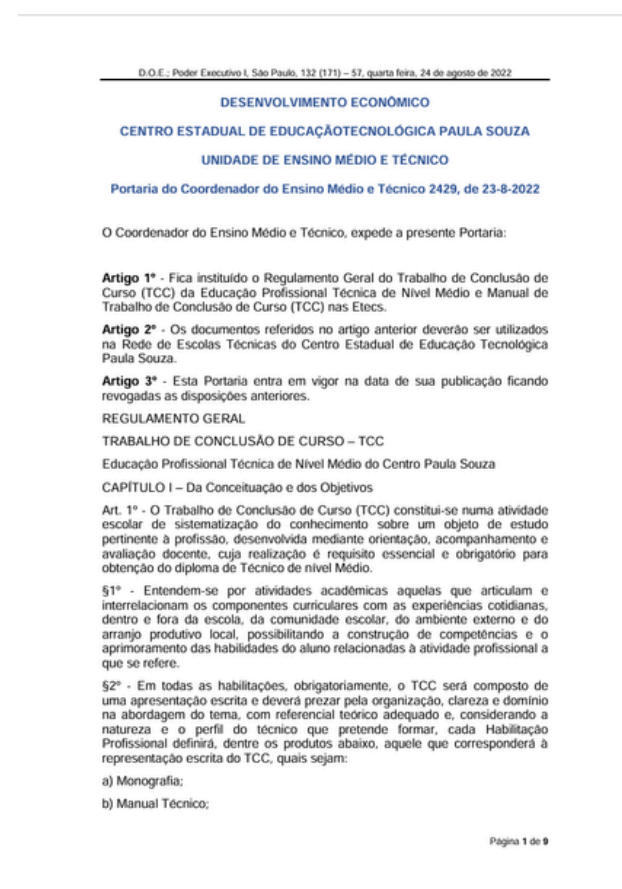 D.O.E.; Poder Executivo I, São Paulo, 132 (171) – 57, quarta feira, 24 de agosto de 2022
DESENVOLVIMENTO ECONÔMICO
CENTRO ESTADUAL DE EDUCAÇÃOTECNOLÓGICA PAULA SOUZA
UNIDADE DE ENSINO MÉDIO E TÉCNICO
Portaria do Coordenador do Ensino Médio e Técnico 2429, de 23-8-2022
O Coordenador do Ensino Médio e Técnico, expede a presente Portaria:
Artigo 1º - Fica instituído o Regulamento Geral do Trabalho de Conclusão de
Curso (TCC) da Educação Profissional Técnica de Nível Médio e Manual de
Trabalho de Conclusão de Curso (TCC) nas Etecs.
Artigo 2º - Os documentos referidos no artigo anterior deverão ser utilizados
na Rede de Escolas Técnicas do Centro Estadual de Educação Tecnológica
Paula Souza.
Artigo 3º - Esta Portaria entra em vigor na data de sua publicação ficando
revogadas as disposições anteriores.
REGULAMENTO GERAL
TRABALHO DE CONCLUSÃO DE CURSO – TCC
Educação Profissional Técnica de Nível Médio do Centro Paula Souza
CAPÍTULO I – Da Conceituação e dos Objetivos
Art. 1º - O Trabalho de Conclusão de Curso (TCC) constitui-se numa atividade
escolar de sistematização do conhecimento sobre um objeto de estudo
pertinente à profissão, desenvolvida mediante orientação, acompanhamento e
avaliação docente, cuja realização é requisito essencial e obrigatório para
obtenção do diploma de Técnico de nível Médio.
§1º - Entendem-se por atividades acadêmicas aquelas que articulam e
interrelacionam os componentes curriculares com as experiências cotidianas,
dentro e fora da escola, da comunidade escolar, do ambiente externo e do
arranjo produtivo local, possibilitando a construção de competências e o
aprimoramento das habilidades do aluno relacionadas à atividade profissional a
que se refere.
§2º - Em todas as habilitações, obrigatoriamente, o TCC será composto de
uma apresentação escrita e deverá prezar pela organização, clareza e domínio
na abordagem do tema, com referencial teórico adequado e, considerando a
natureza e o perfil do técnico que pretende formar, cada Habilitação
Profissional definirá, dentre os produtos abaixo, aquele que corresponderá à
representação escrita do TCC, quais sejam:
a) Monografia;
b) Manual Técnico;
Página 1 de 9